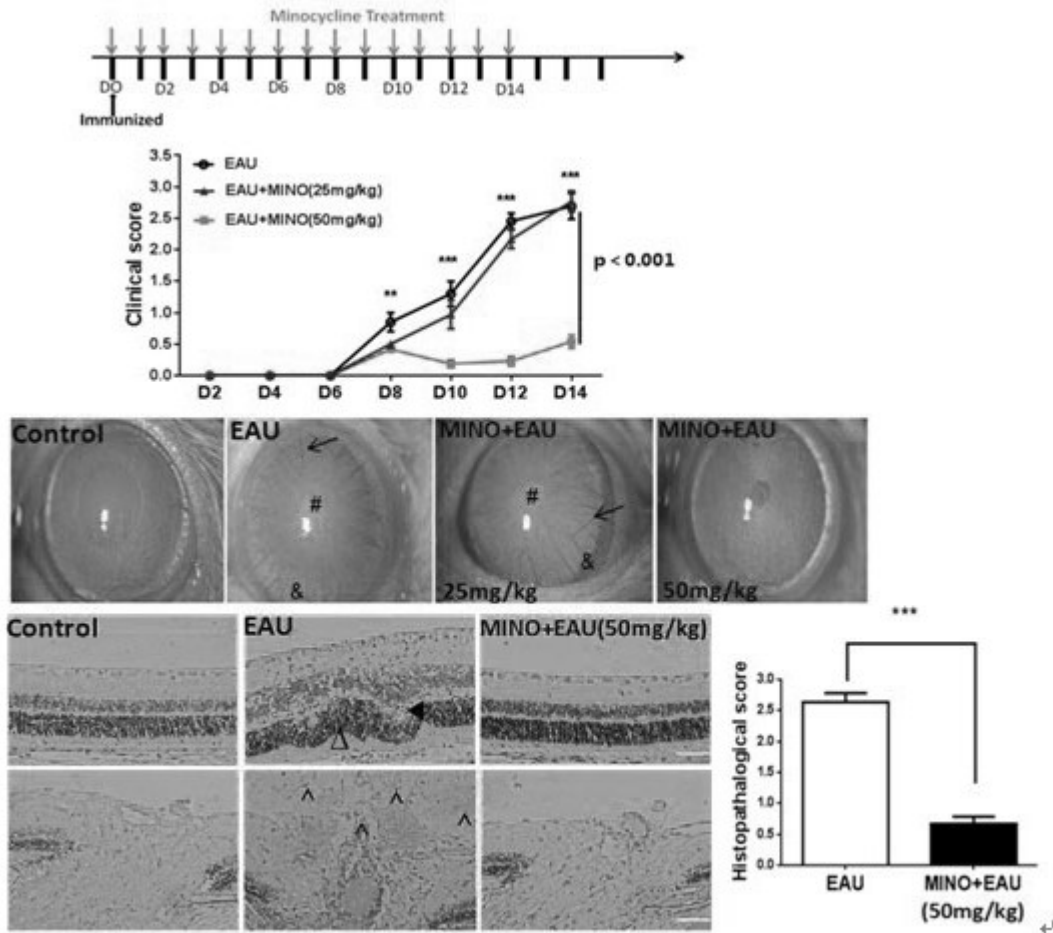 Minocycline Treatment
DO D2 D4 D6 D8 D10 D12 D14
Immunized
Clinical score
3.5
3.0
2.5
2.0
1.5
1.0
0.5
0.0
EAU
EAU+MINO(25mg/kg)
EAU+MINO(50mg/kg)
** *** *** ***
p < 0.001
D2 D4 D6 D8 D10 D12 D14
Control
EAU
#
&
MINO+EAU
#
&
25mg/kg
MINO+EAU
50mg/kg
Control
EAU
^ ^ ^ ^
MINO+EAU(50mg/kg)
***
Histopathalogical score
3.0
2.5
2.0
1.5
1.0
0.5
0.0
EAU
MINO+EAU
(50mg/kg)